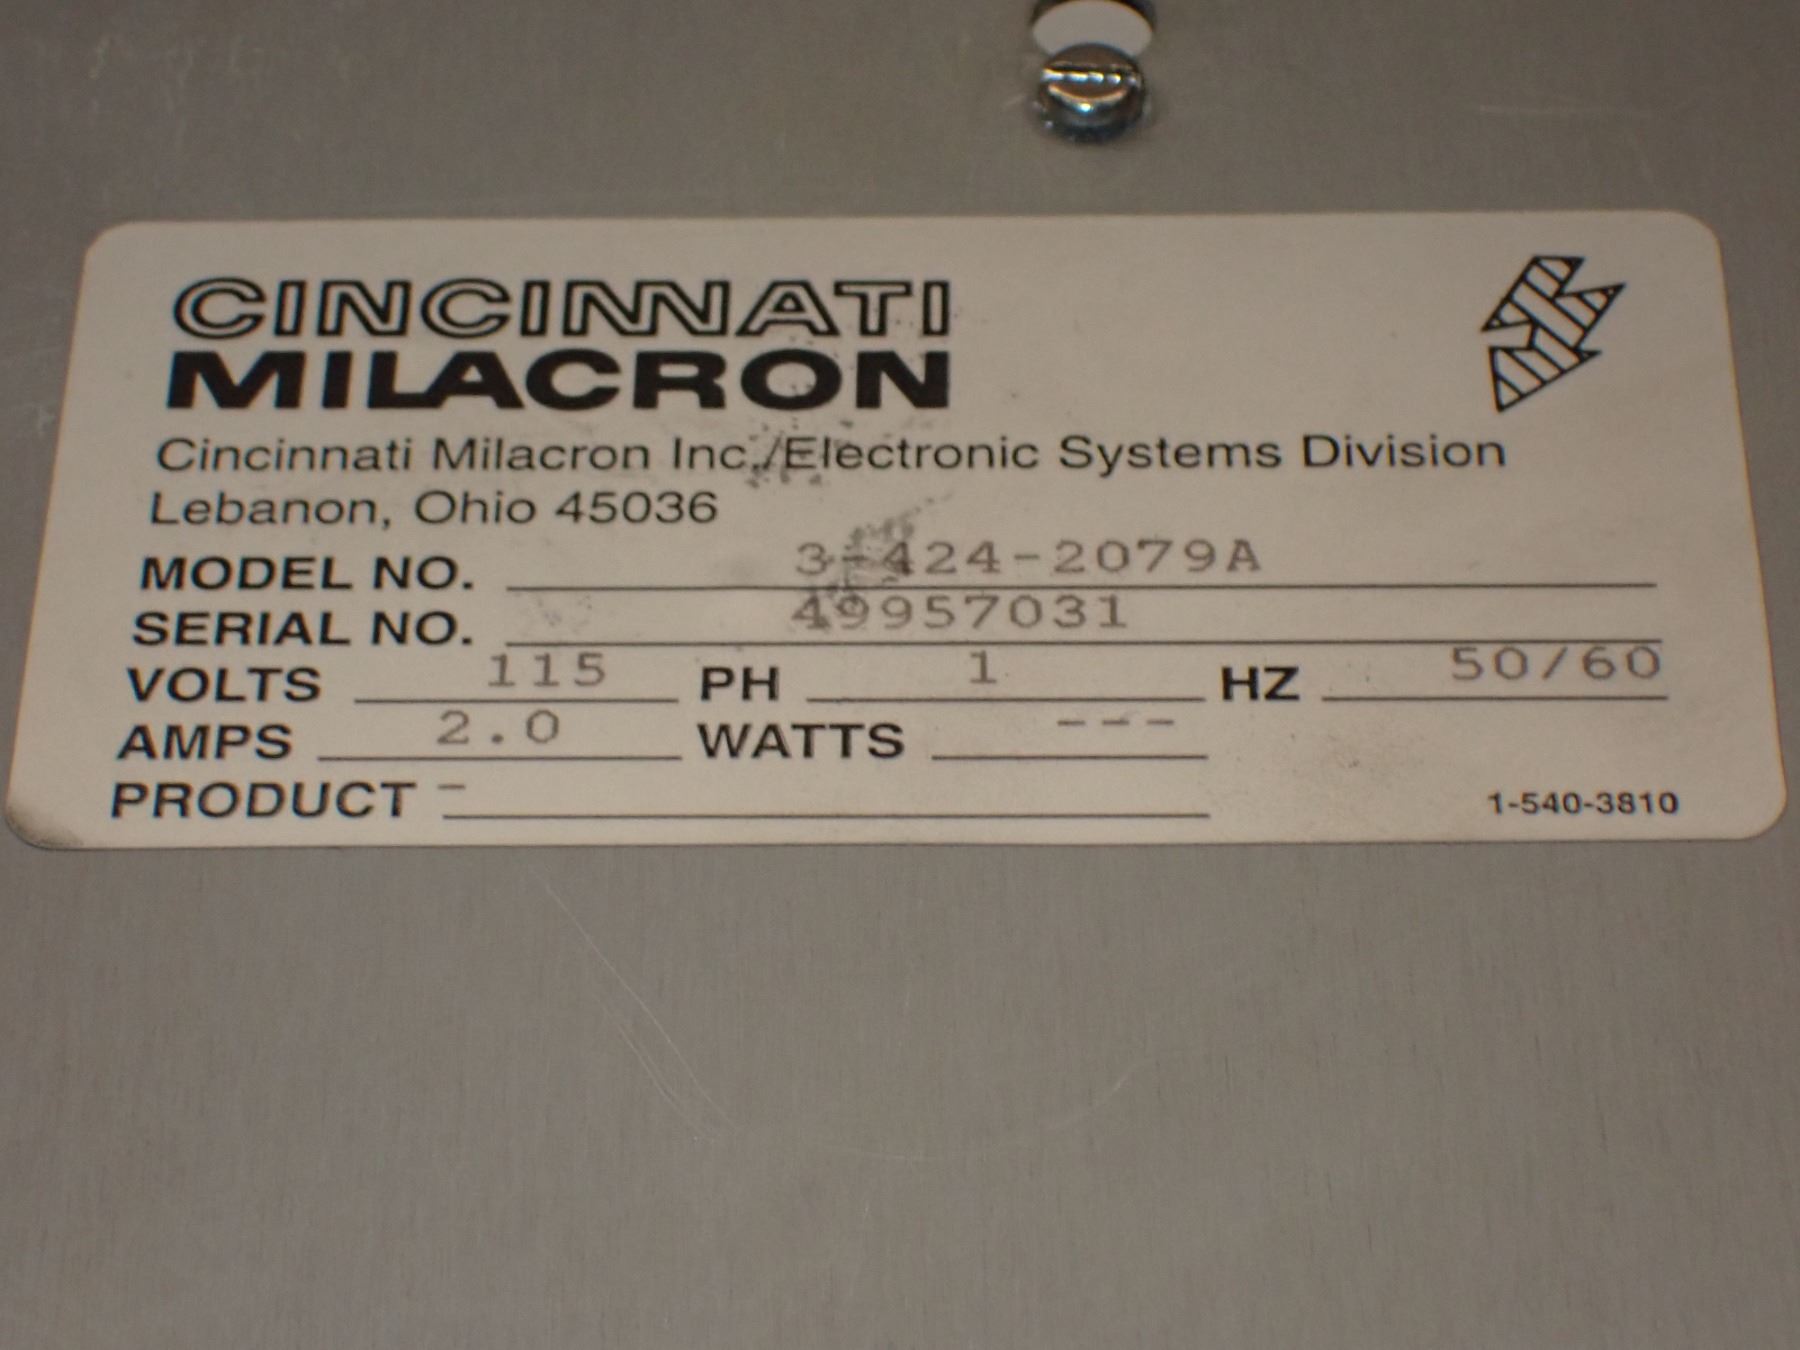 CINCINNATI
MILACRON
Cincinnati Milacron Inc./Electronic Systems Division
Lebanon, Ohio 45036
MODEL NO. 3-424-2079A
SERIAL NO. 49957031
VOLTS 115 PH 1 HZ 50/60
AMPS 2.0 WATTS ---
PRODUCT -
1-540-3810